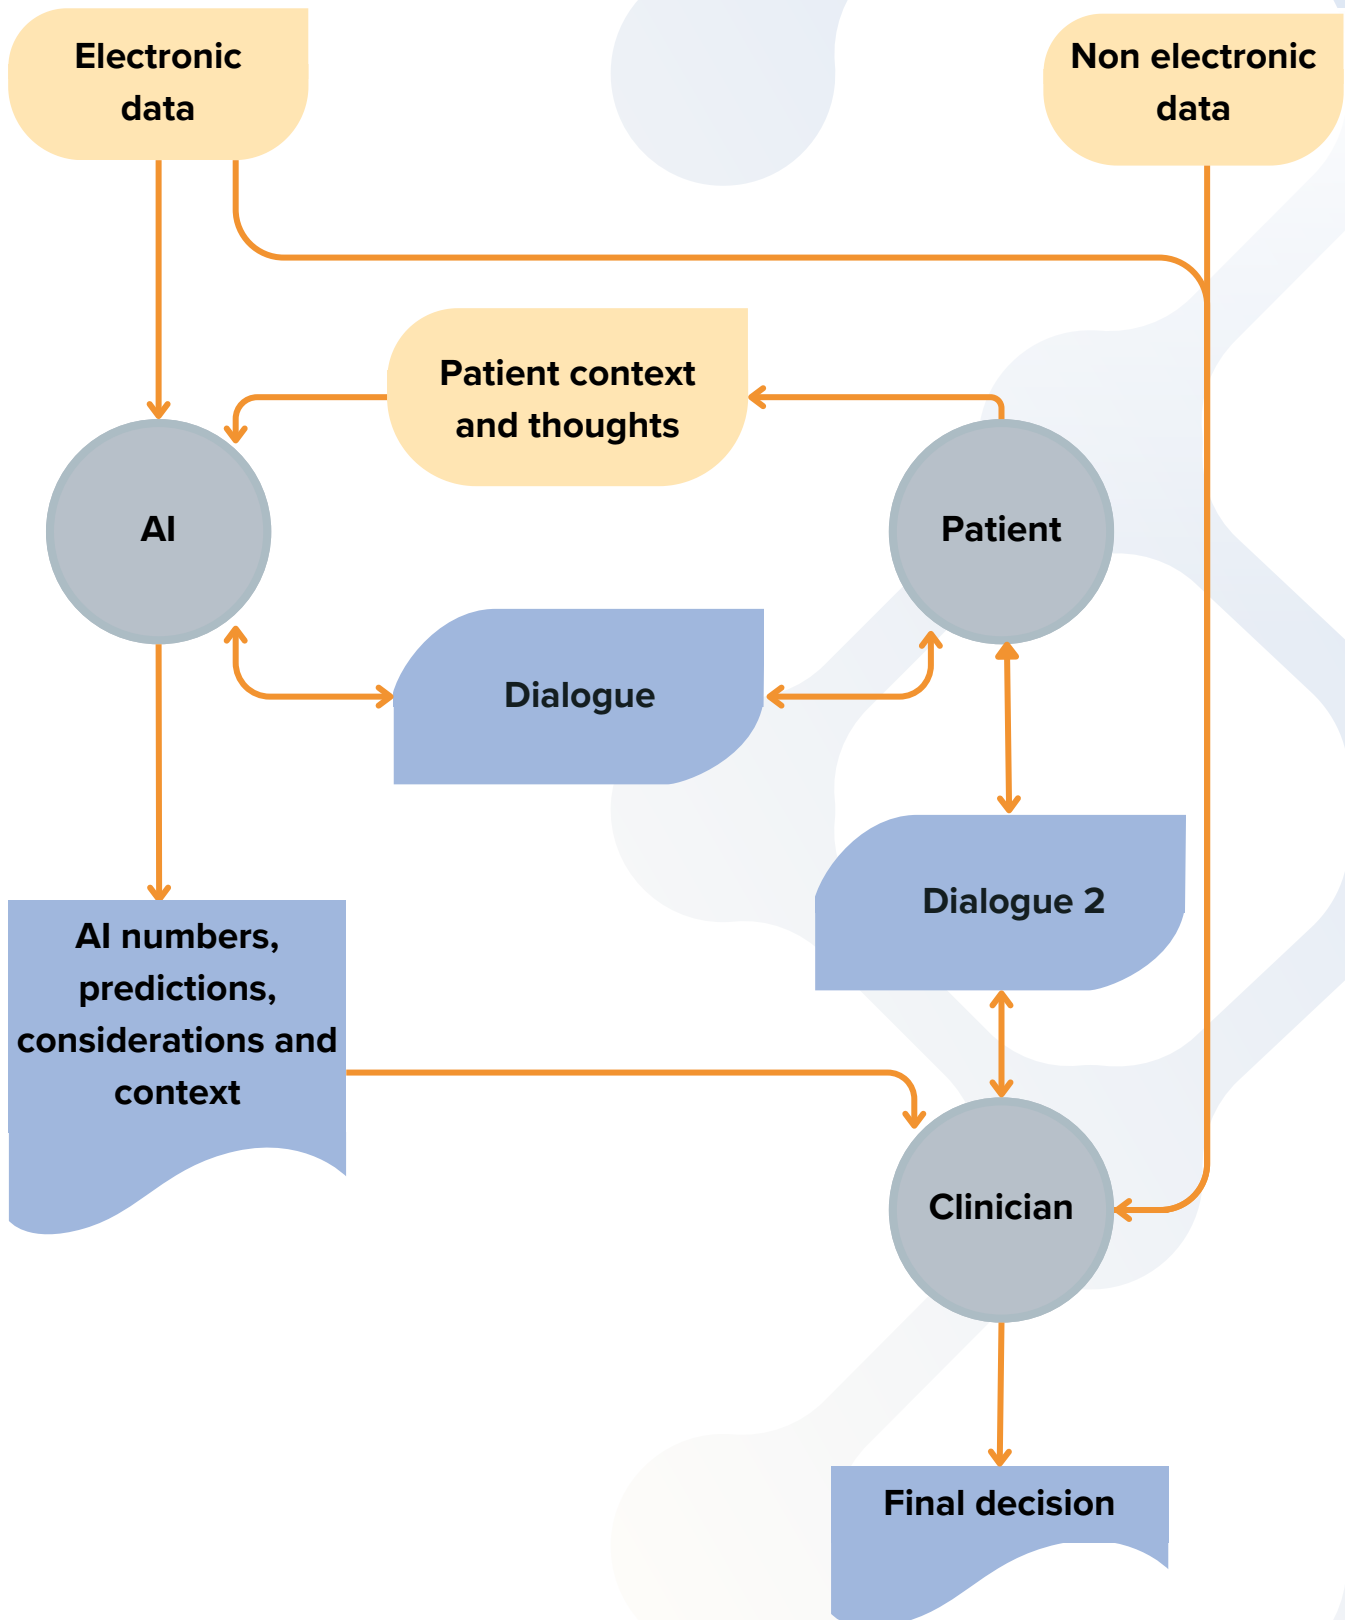 Electronic
data
Non electronic
data
Patient context
and thoughts
AI
Patient
Dialogue
Dialogue 2
AI numbers,
predictions,
considerations and
context
Clinician
Final decision